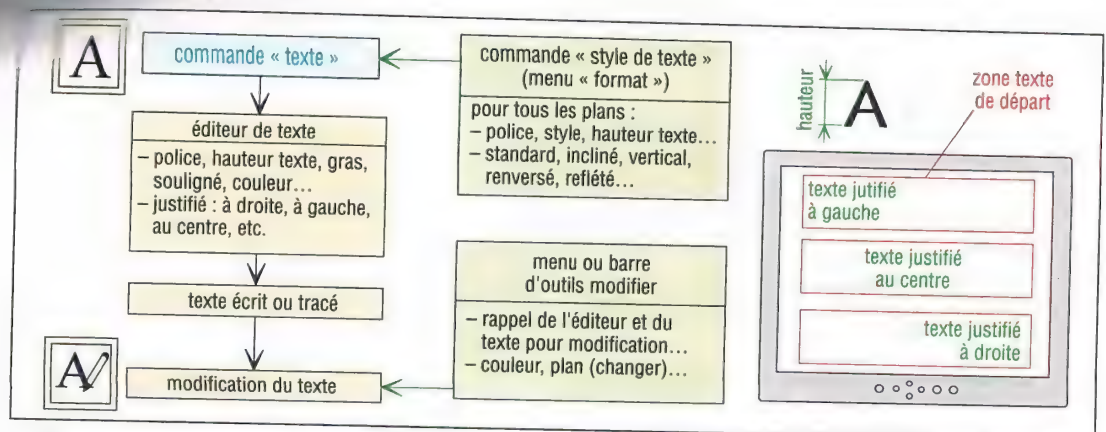 A
commande « texte »
éditeur de texte
– police, hauteur texte, gras,
souligné, couleur...
– justifié : à droite, à gauche,
au centre, etc.
texte écrit ou tracé
A
modification du texte
commande « style de texte »
(menu « format »)
pour tous les plans :
– police, style, hauteur texte...
– standard, incliné, vertical,
renversé, reflété...
menu ou barre
d'outils modifier
– rappel de l'éditeur et du
texte pour modification...
– couleur, plan (changer)...
hauteur
A
zone texte
de départ
texte jutifié
à gauche
texte justifié
au centre
texte justifié
à droite